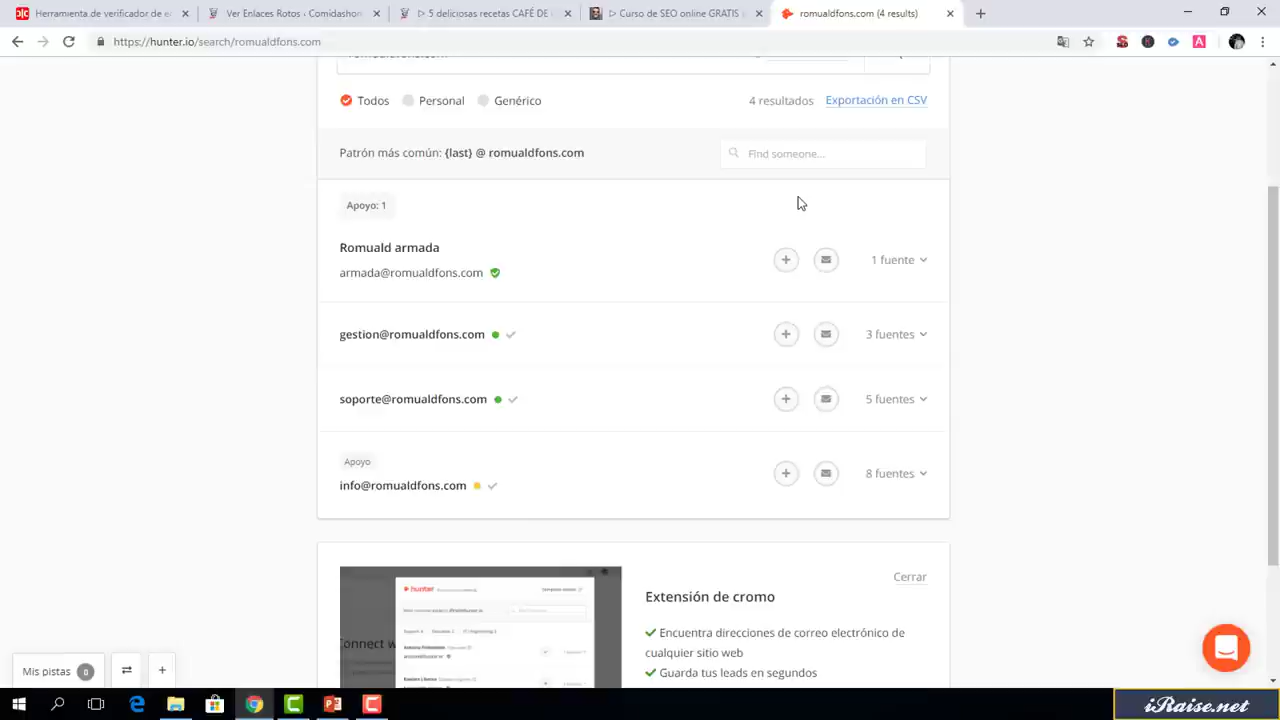 Herramienta de verificador de e
Ver Enlaces Rotos · Comidashon
▷ 5 deliciosas recetas CAFÉ DE
▷ Curso de SEO online GRATIS
romualdfons.com (4 results)
https://hunter.io/search/romualdfons.com
Todos
Personal
Genérico
4 resultados
Exportación en CSV
Patrón más común: {last} @ romualdfons.com
Find someone...
Apoyo: 1
Romuald armada
armada@romualdfons.com
1 fuente
gestion@romualdfons.com
3 fuentes
soporte@romualdfons.com
5 fuentes
Apoyo
info@romualdfons.com
8 fuentes
Cerrar
Extensión de cromo
Encuentra direcciones de correo electrónico de
cualquier sitio web
Guarda tus leads en segundos
hunter
Connect w
Mis pistas
iRaise.net